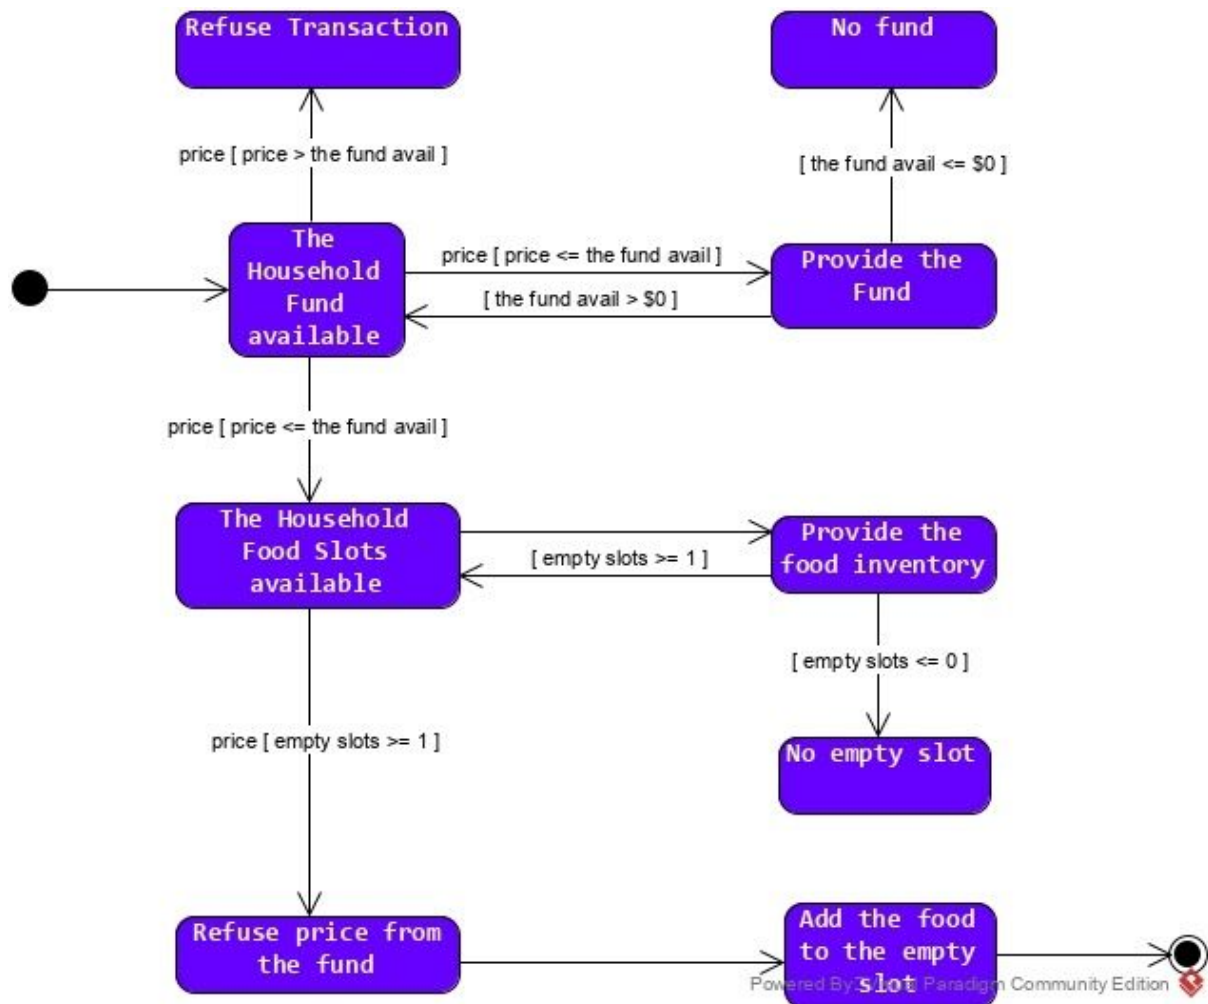 Refuse Transaction
No fund
price [ price > the fund avail ]
[ the fund avail <= $0 ]
The
Household
Fund
available
price [ price <= the fund avail ]
[ the fund avail > $0 ]
Provide the
Fund
price [ price <= the fund avail ]
The Household
Food Slots
available
[ empty slots >= 1 ]
Provide the
food inventory
[ empty slots <= 0 ]
price [ empty slots >= 1 ]
No empty slot
Refuse price from
the fund
Add the food
to the empty
slot
Powered By Visual Paradigm Community Edition